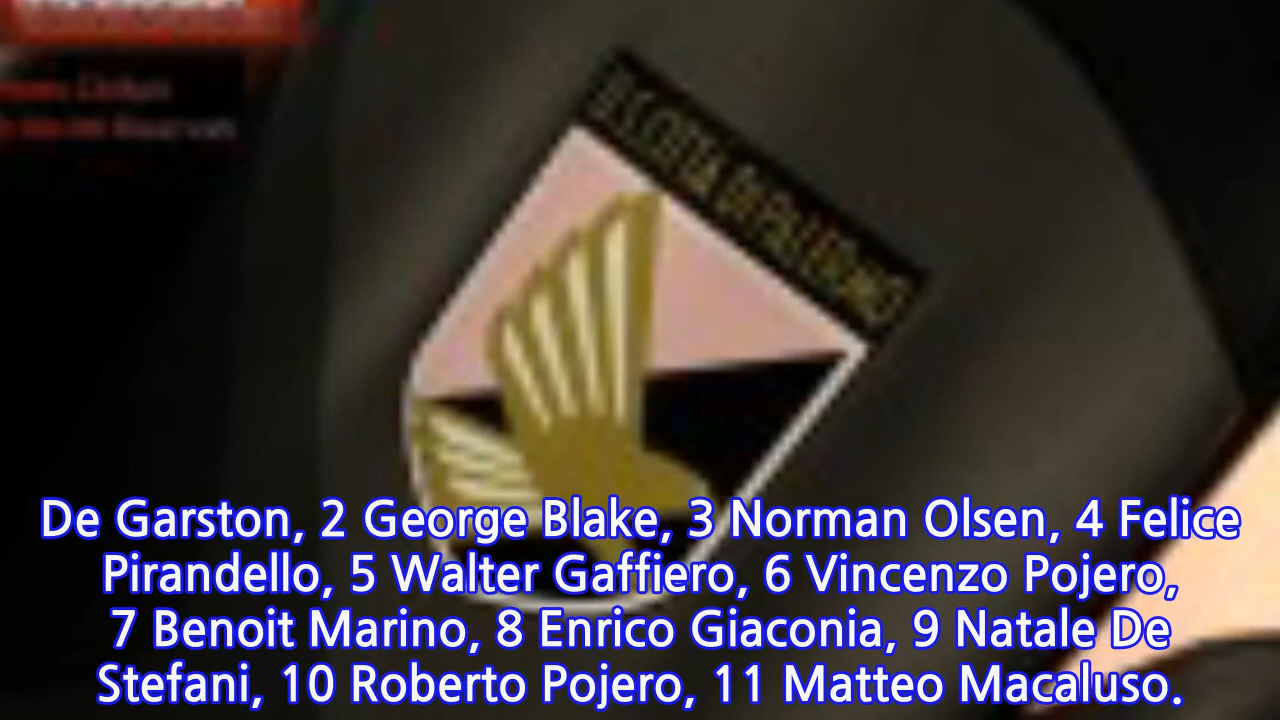 De Garston, 2 George Blake, 3 Norman Olsen, 4 Felice
Pirandello, 5 Walter Gaffiero, 6 Vincenzo Pojero,
7 Benoit Marino, 8 Enrico Giaconia, 9 Natale De
Stefani, 10 Roberto Pojero, 11 Matteo Macaluso.